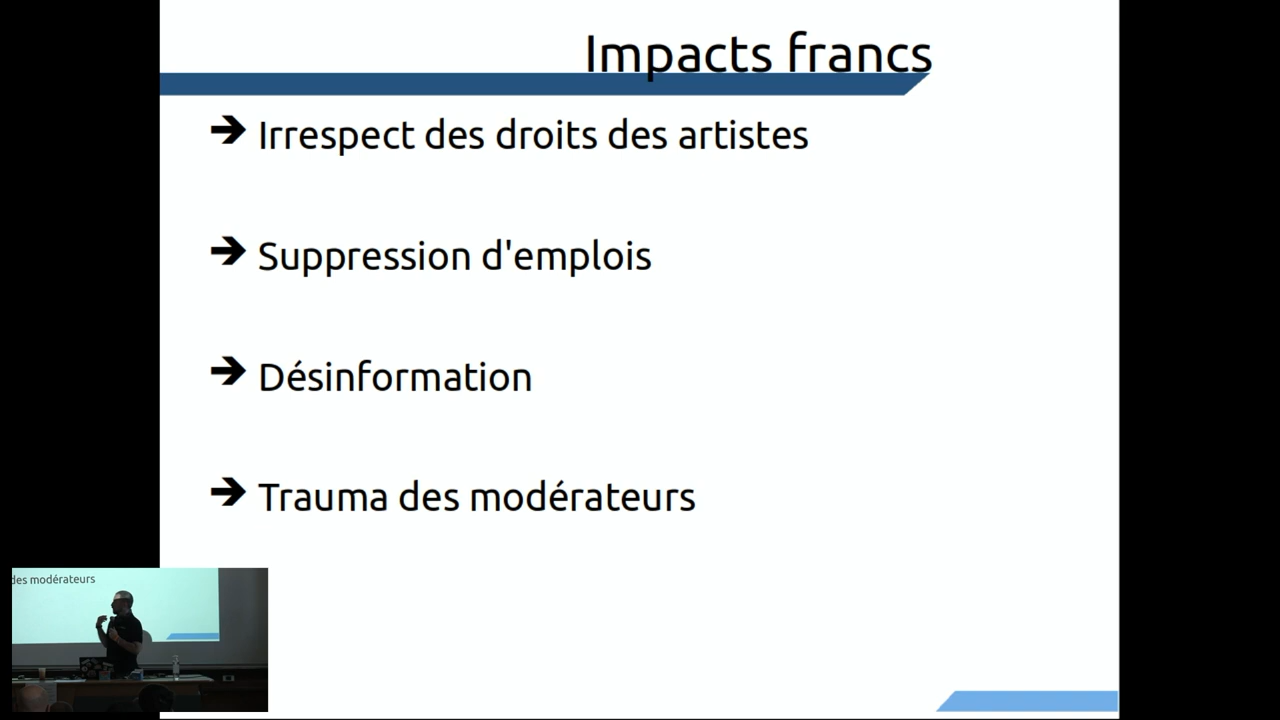 Impacts francs
➔ Irrespect des droits des artistes
➔ Suppression d'emplois
➔ Désinformation
➔ Trauma des modérateurs
des modérateurs